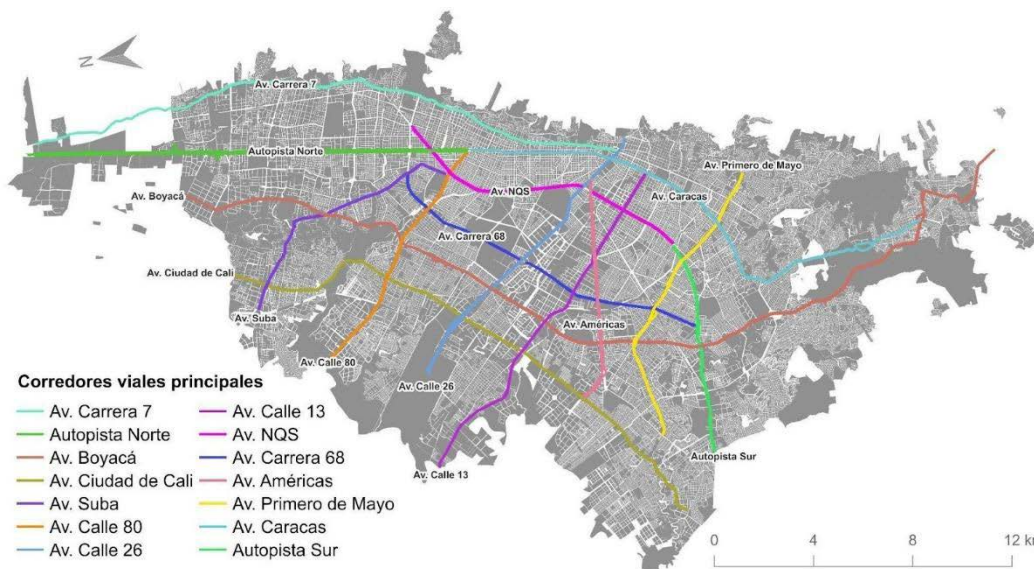 N
Av. Carrera 7
Autopista Norte
Av. Primero de Mayo
Av. Boyacá
Av. NQS
Av. Caracas
Av. Carrera 68
Av. Ciudad de Cali
Av. Suba
Av. Américas
Av. Calle 80
Av. Calle 26
Autopista Sur
Av. Calle 13
Corredores viales principales
Av. Carrera 7
Autopista Norte
Av. Boyacá
Av. Ciudad de Cali
Av. Suba
Av. Calle 80
Av. Calle 26
Av. Calle 13
Av. NQS
Av. Carrera 68
Av. Américas
Av. Primero de Mayo
Av. Caracas
Autopista Sur
0 4 8 12 km